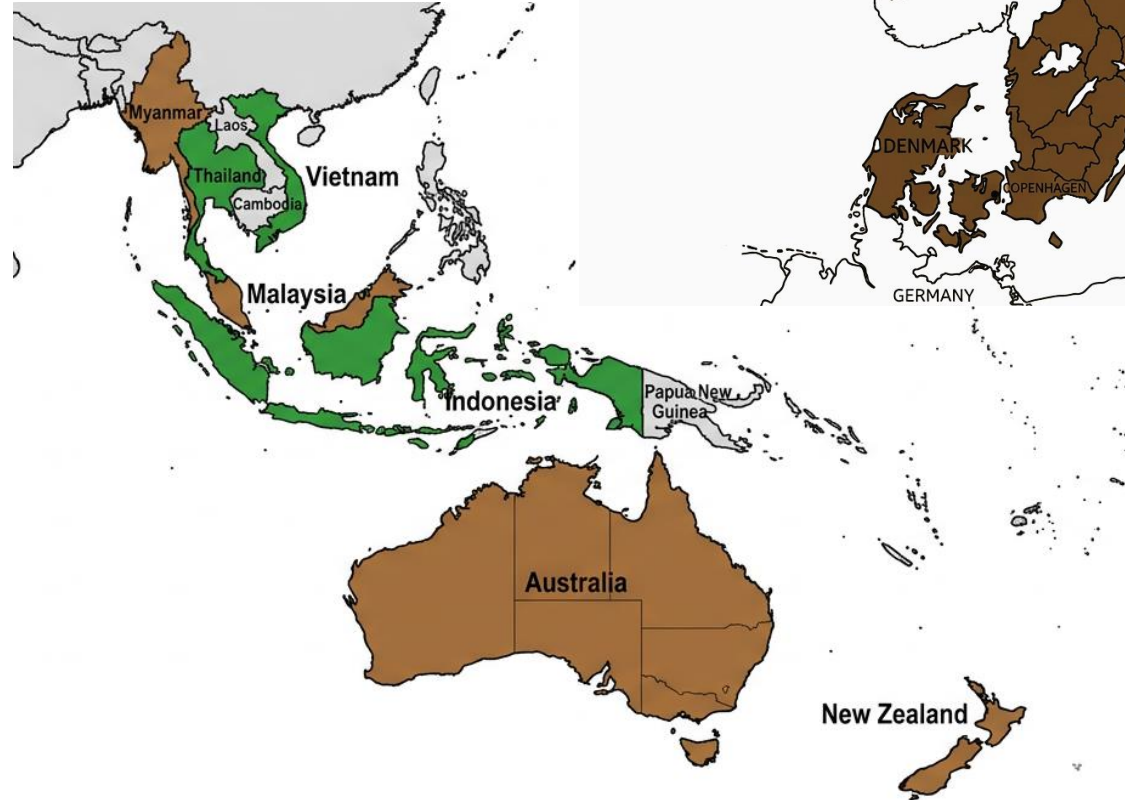 Myanmar
Laos
Thailand
Vietnam
Cambodia
Malaysia
Indonesia
Papua New
Guinea
Australia
New Zealand
DENMARK
COPENHAGEN
GERMANY